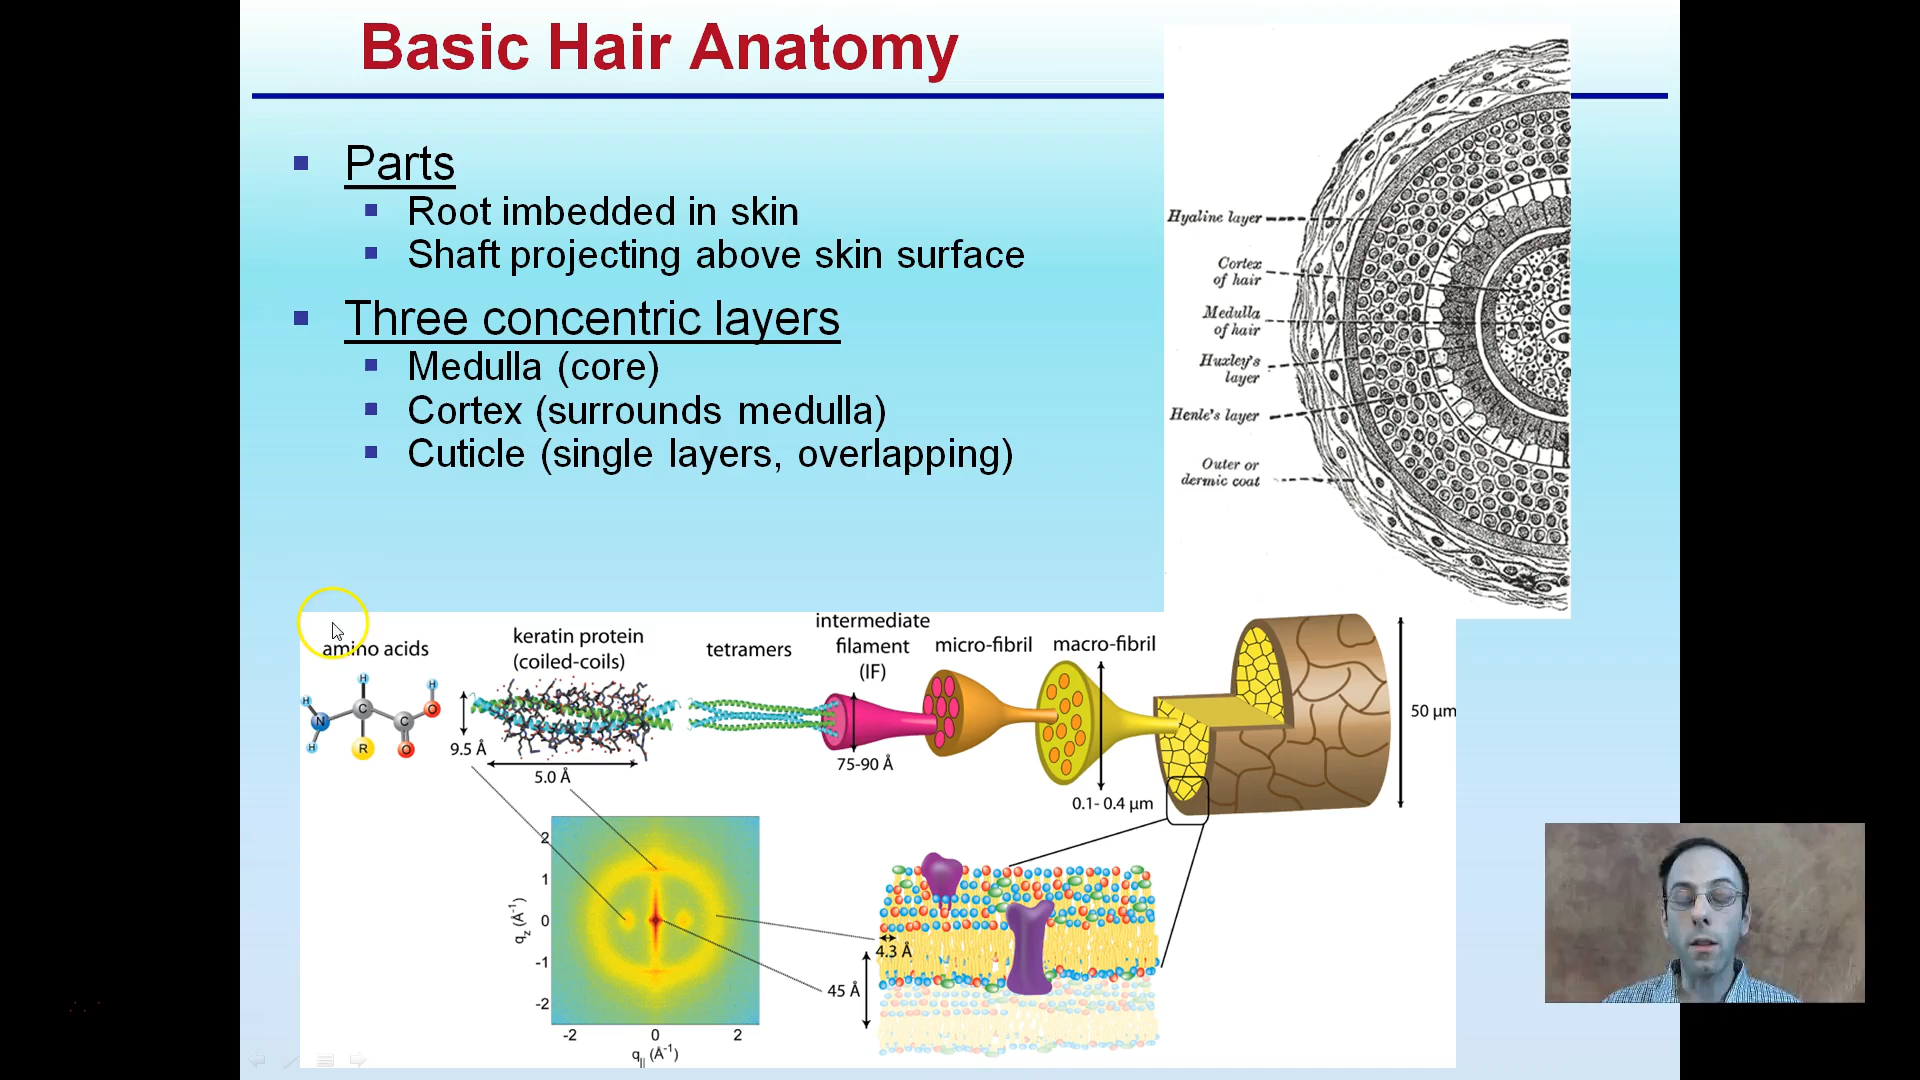 Basic Hair Anatomy
Parts
Root imbedded in skin
Shaft projecting above skin surface
Three concentric layers
Medulla (core)
Cortex (surrounds medulla)
Cuticle (single layers, overlapping)
Hyaline layer
Cortex
of hair
Medulla
of hair
Huxley's
layer
Henle's layer
Outer or
dermic coat
amino acids
keratin protein
(coiled-coils)
tetramers
intermediate
filament
(IF)
micro-fibril
macro-fibril
H
H
H
N
C
C
O
H
R
O
9.5 Å
5.0 Å
75-90 Å
0.1- 0.4 µm
50 µm
2
1
0
-1
-2
qz (Å-1)
-2
0
2
q|| (Å-1)
4.3 Å
45 Å